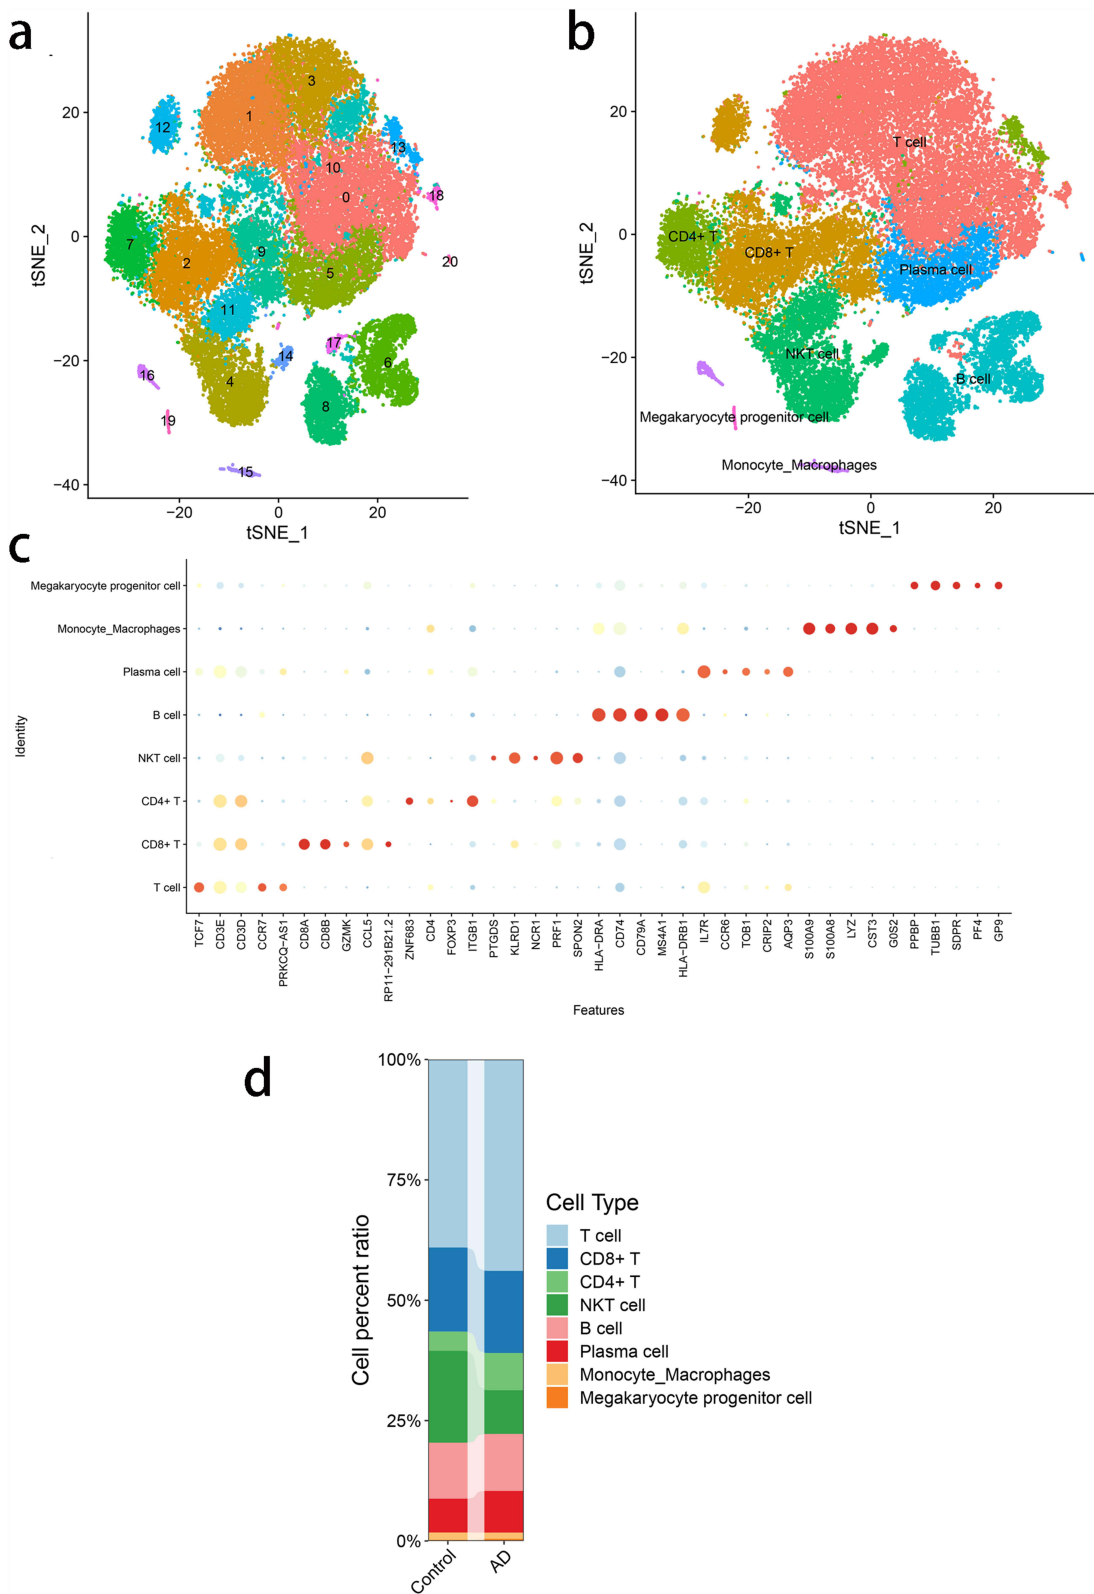 a
b
tSNE_2
20
0
−20
−40
−20
0
20
tSNE_1
3
1
12
13
10
0
18
7
2
9
20
5
11
14
17
6
16
4
8
19
15
tSNE_2
20
0
−20
−40
−20
0
20
tSNE_1
T cell
CD4+ T
CD8+ T
Plasma cell
NKT cell
B cell
Megakaryocyte progenitor cell
Monocyte_Macrophages
c
Identity
Megakaryocyte progenitor cell
Monocyte_Macrophages
Plasma cell
B cell
NKT cell
CD4+ T
CD8+ T
T cell
TCF7
CD3E
CD3D
CCR7
PRKCQ−AS1
CD8A
CD8B
GZMK
CCL5
RP11−291B21.2
ZNF683
CD4
FOXP3
ITGB1
PTGDS
KLRD1
NCR1
PRF1
SPON2
HLA−DRA
CD74
CD79A
MS4A1
HLA−DRB1
IL7R
CCR6
TOB1
CRIP2
AQP3
S100A9
S100A8
LYZ
CST3
G0S2
PPBP
TUBB1
SDPR
PF4
GP9
Features
d
Cell percent ratio
100%
75%
50%
25%
0%
Control
AD
Cell Type
T cell
CD8+ T
CD4+ T
NKT cell
B cell
Plasma cell
Monocyte_Macrophages
Megakaryocyte progenitor cell